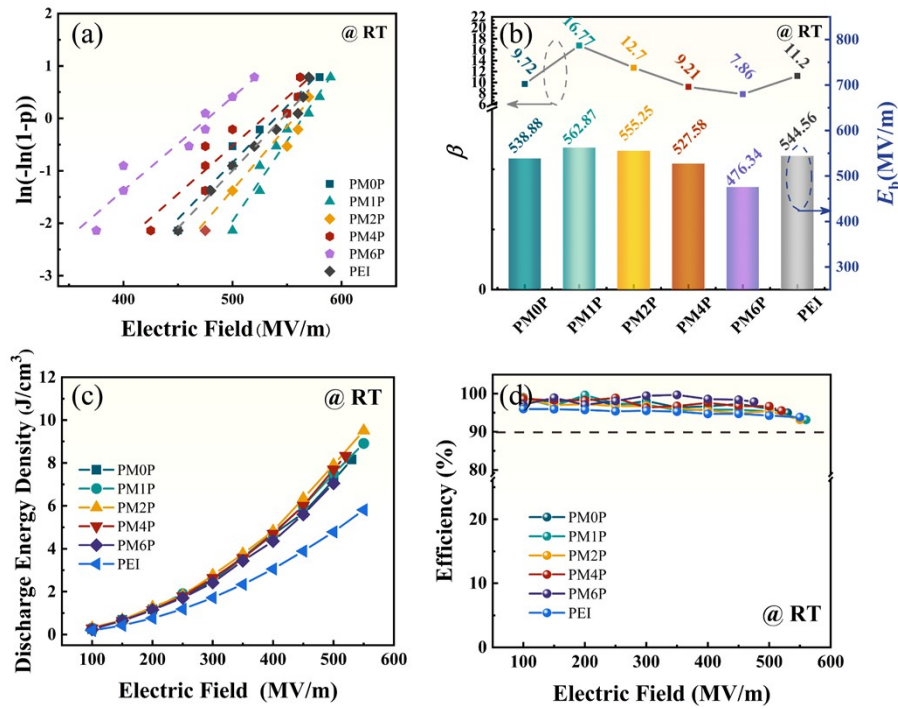 (a)
@ RT
ln(-ln(1-p))
1
0
-1
-2
-3
PM0P
PM1P
PM2P
PM4P
PM6P
PEI
400
500
600
Electric Field (MV/m)
(b)
@ RT
22
20
18
16
14
12
10
8
6
0
β
9.72
16.77
12.7
9.21
7.86
11.2
538.88
562.87
555.25
527.58
476.34
544.56
800
700
600
500
400
300
E_b(MV/m)
PM0P
PM1P
PM2P
PM4P
PM6P
PEI
(c)
@ RT
Discharge Energy Density (J/cm³)
12
10
8
6
4
2
0
PM0P
PM1P
PM2P
PM4P
PM6P
PEI
100
200
300
400
500
600
Electric Field (MV/m)
(d)
Efficiency (%)
100
90
80
20
10
0
PM0P
PM1P
PM2P
PM4P
PM6P
PEI
@ RT
100
200
300
400
500
600
Electric Field (MV/m)